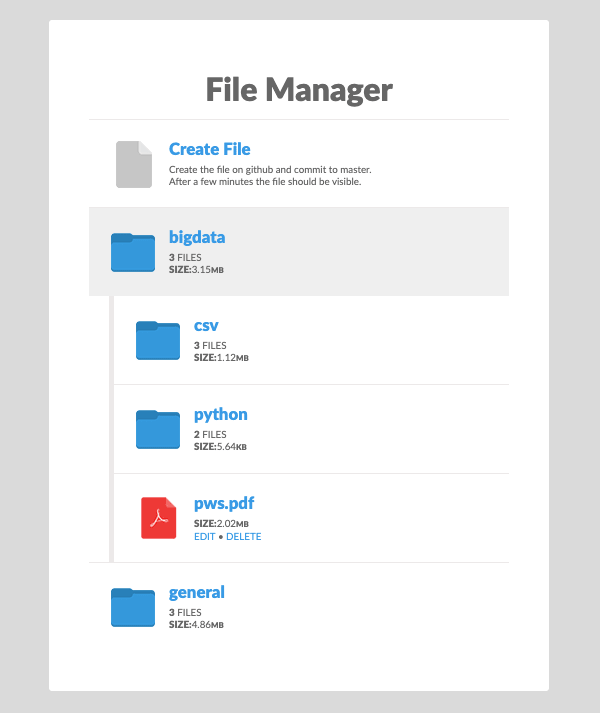 File Manager
Create File
Create the file on github and commit to master.
After a few minutes the file should be visible.
bigdata
3 FILES
SIZE:3.15MB
csv
3 FILES
SIZE:1.12MB
python
2 FILES
SIZE:5.64KB
pws.pdf
SIZE:2.02MB
EDIT • DELETE
general
3 FILES
SIZE:4.86MB